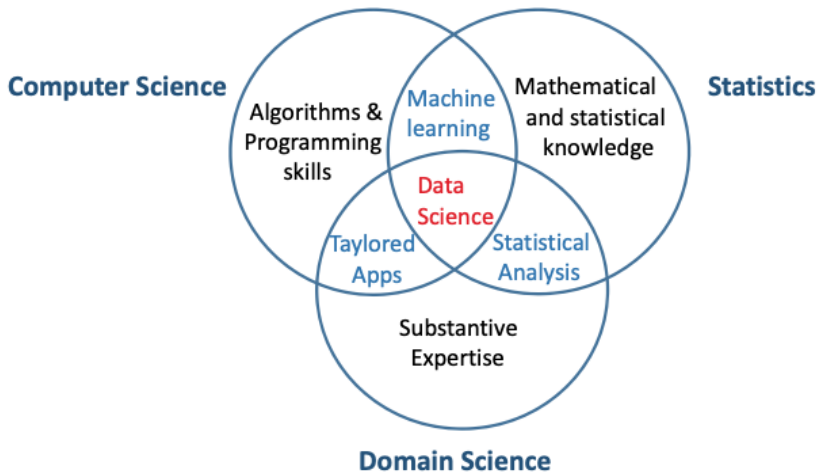 Computer Science
Statistics
Algorithms &
Programming
skills
Machine
learning
Mathematical
and statistical
knowledge
Data
Science
Taylored
Apps
Statistical
Analysis
Substantive
Expertise
Domain Science